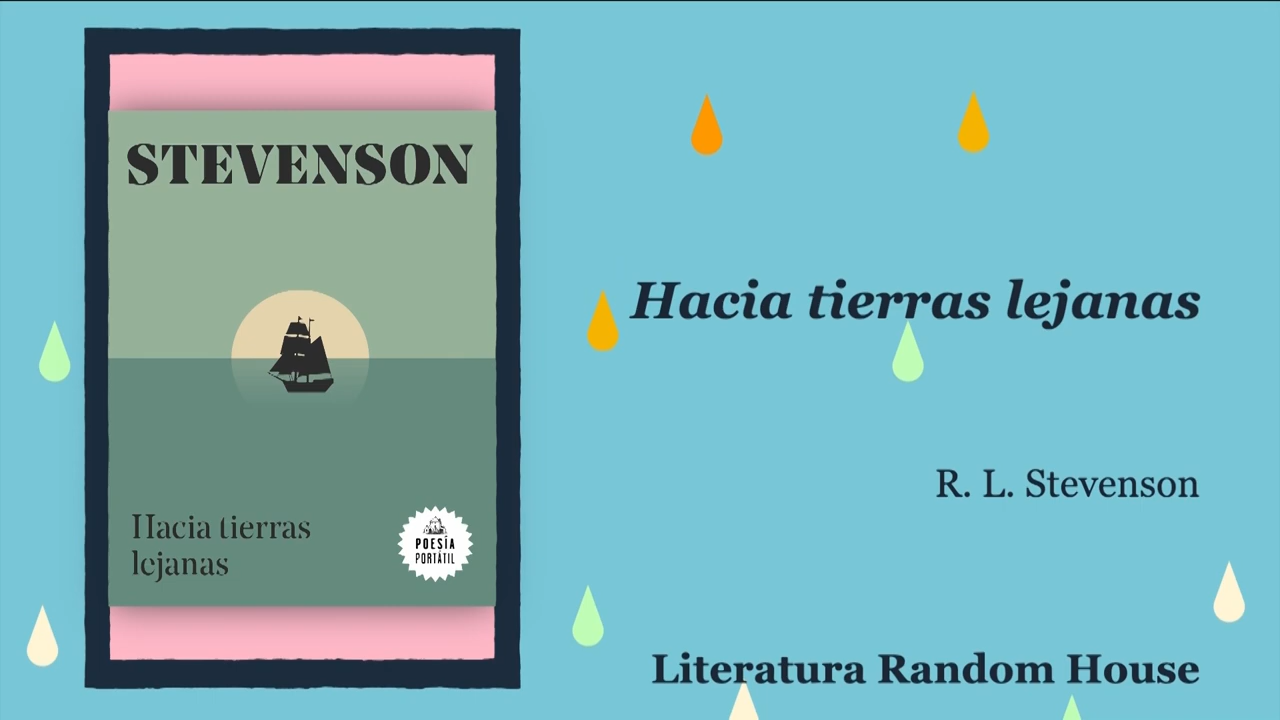 STEVENSON
Hacia tierras
lejanas
POESÍA
PORTÁTIL
Hacia tierras lejanas
R. L. Stevenson
Literatura Random House